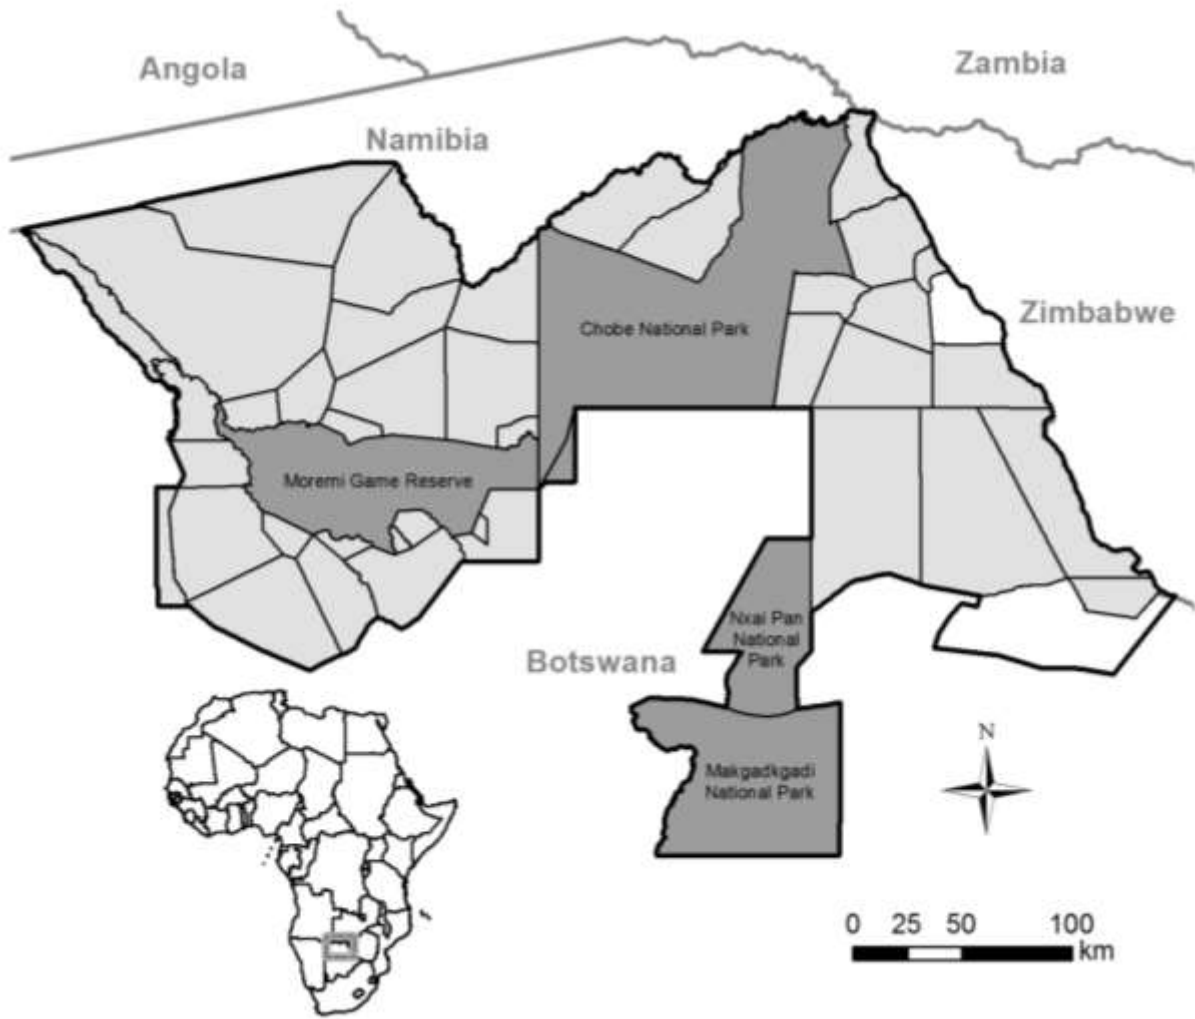 Angola
Zambia
Namibia
Zimbabwe
Chobe National Park
Moremi Game Reserve
Nxai Pan
National
Park
Botswana
Makgadkgadi
National Park
N
0 25 50 100
km